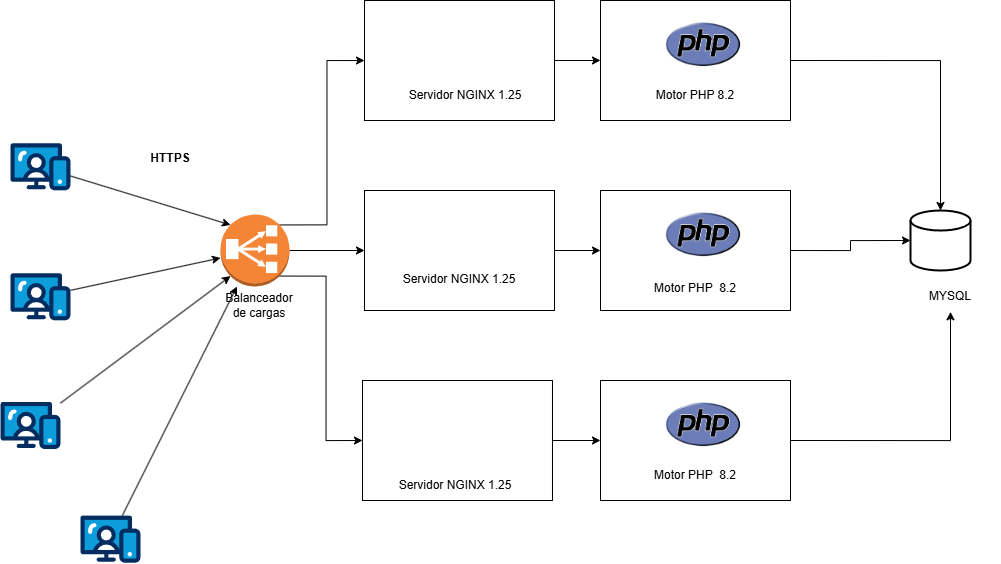 php
Servidor NGINX 1.25
Motor PHP 8.2
HTTPS
php
Servidor NGINX 1.25
Motor PHP  8.2
Balanceador
de cargas
MYSQL
php
Servidor NGINX 1.25
Motor PHP  8.2